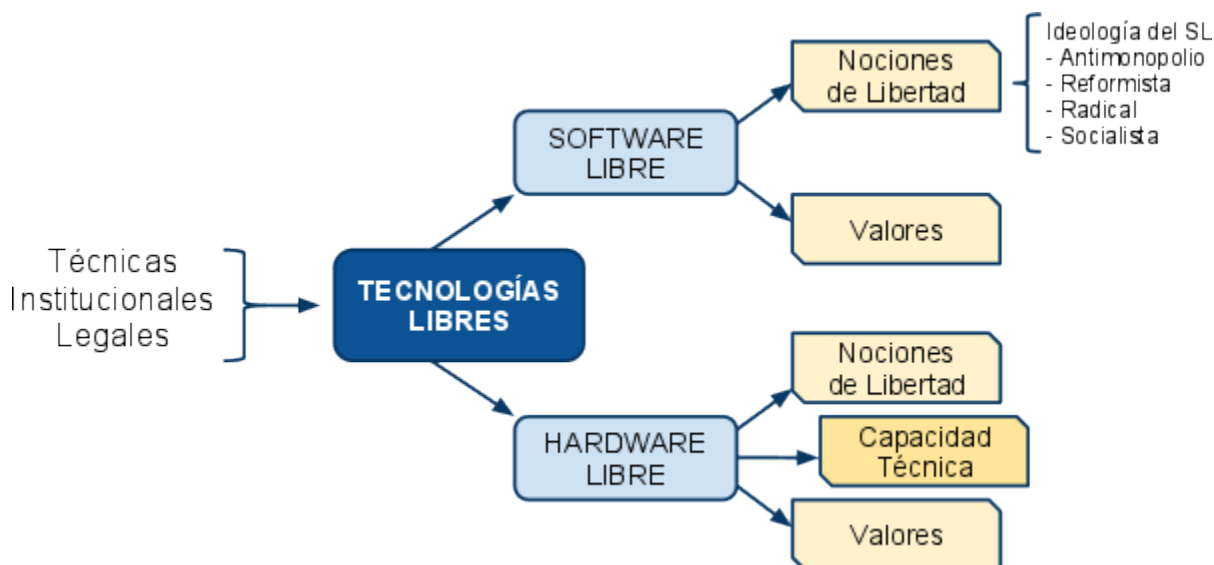 Técnicas
Institucionales
Legales
TECNOLOGÍAS
LIBRES
SOFTWARE
LIBRE
Nociones
de Libertad
Ideología del SL
- Antimonopolio
- Reformista
- Radical
- Socialista
Valores
HARDWARE
LIBRE
Nociones
de Libertad
Capacidad
Técnica
Valores